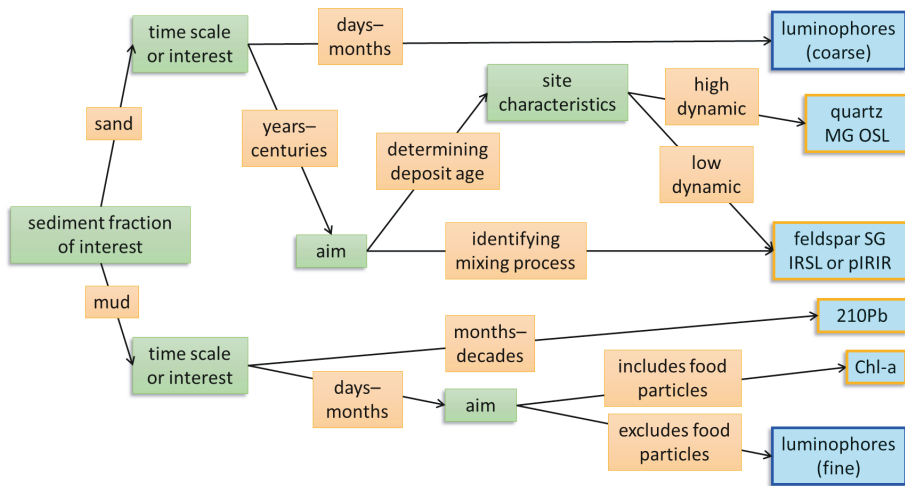 time scale
or interest
days–
months
luminophores
(coarse)
site
characteristics
high
dynamic
quartz
MG OSL
sand
years–
centuries
determining
deposit age
low
dynamic
sediment fraction
of interest
aim
identifying
mixing process
feldspar SG
IRSL or pIRIR
mud
210Pb
months–
decades
time scale
or interest
includes food
particles
Chl-a
days–
months
aim
excludes food
particles
luminophores
(fine)